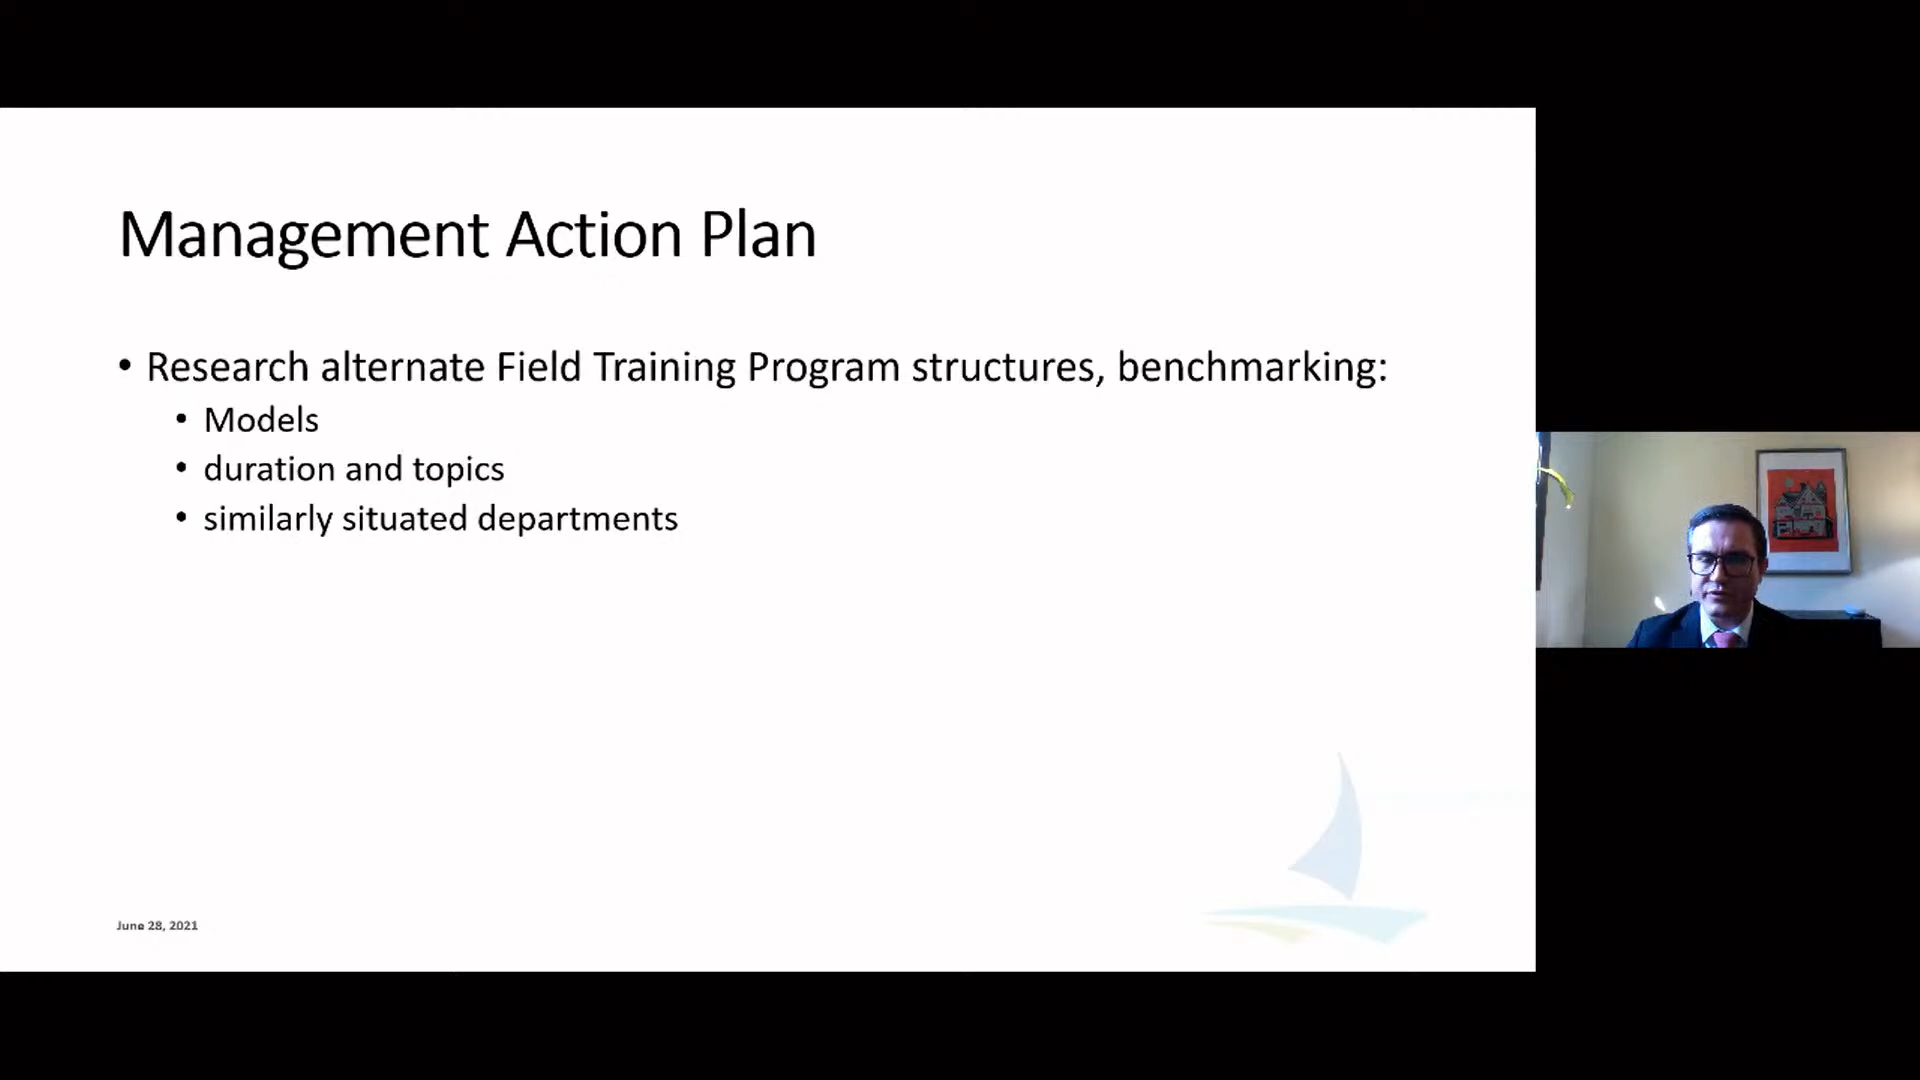 Management Action Plan
• Research alternate Field Training Program structures, benchmarking:
• Models
• duration and topics
• similarly situated departments
June 28, 2021